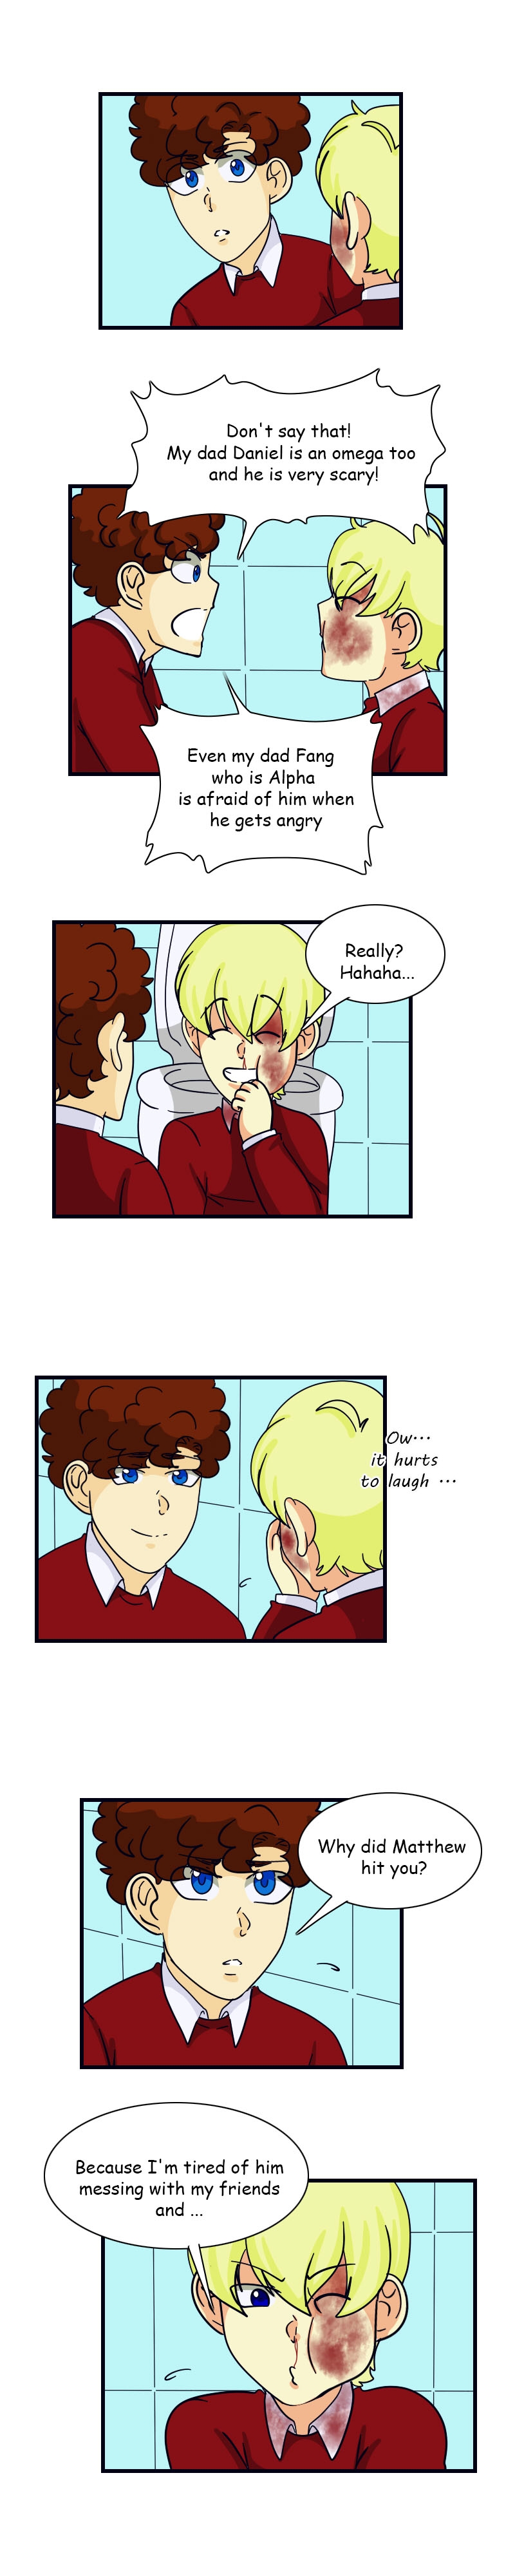 Don't say that!
My dad Daniel is an omega too
and he is very scary!
Even my dad Fang
who is Alpha
is afraid of him when
he gets angry
Really?
Hahaha...
Ow...
it hurts
to laugh ...
Why did Matthew
hit you?
Because I'm tired of him
messing with my friends
and ...